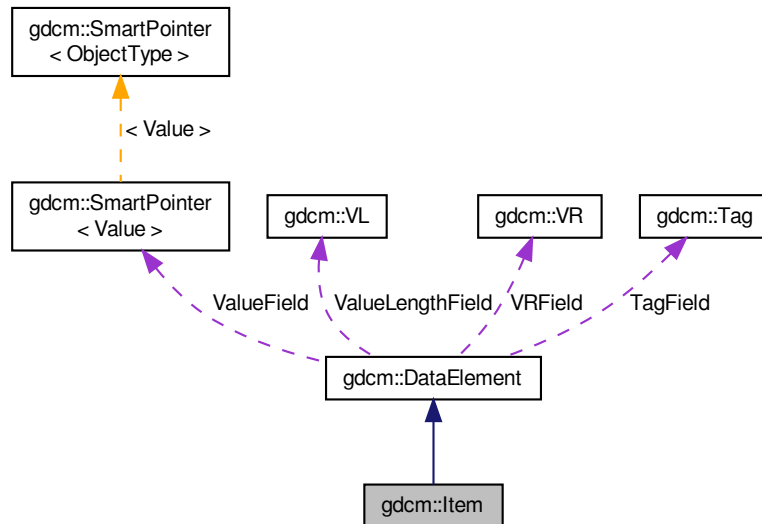 gdcm::SmartPointer
< ObjectType >
< Value >
gdcm::SmartPointer
< Value >
gdcm::VL
gdcm::VR
gdcm::Tag
ValueField
ValueLengthField
VRField
TagField
gdcm::DataElement
gdcm::Item